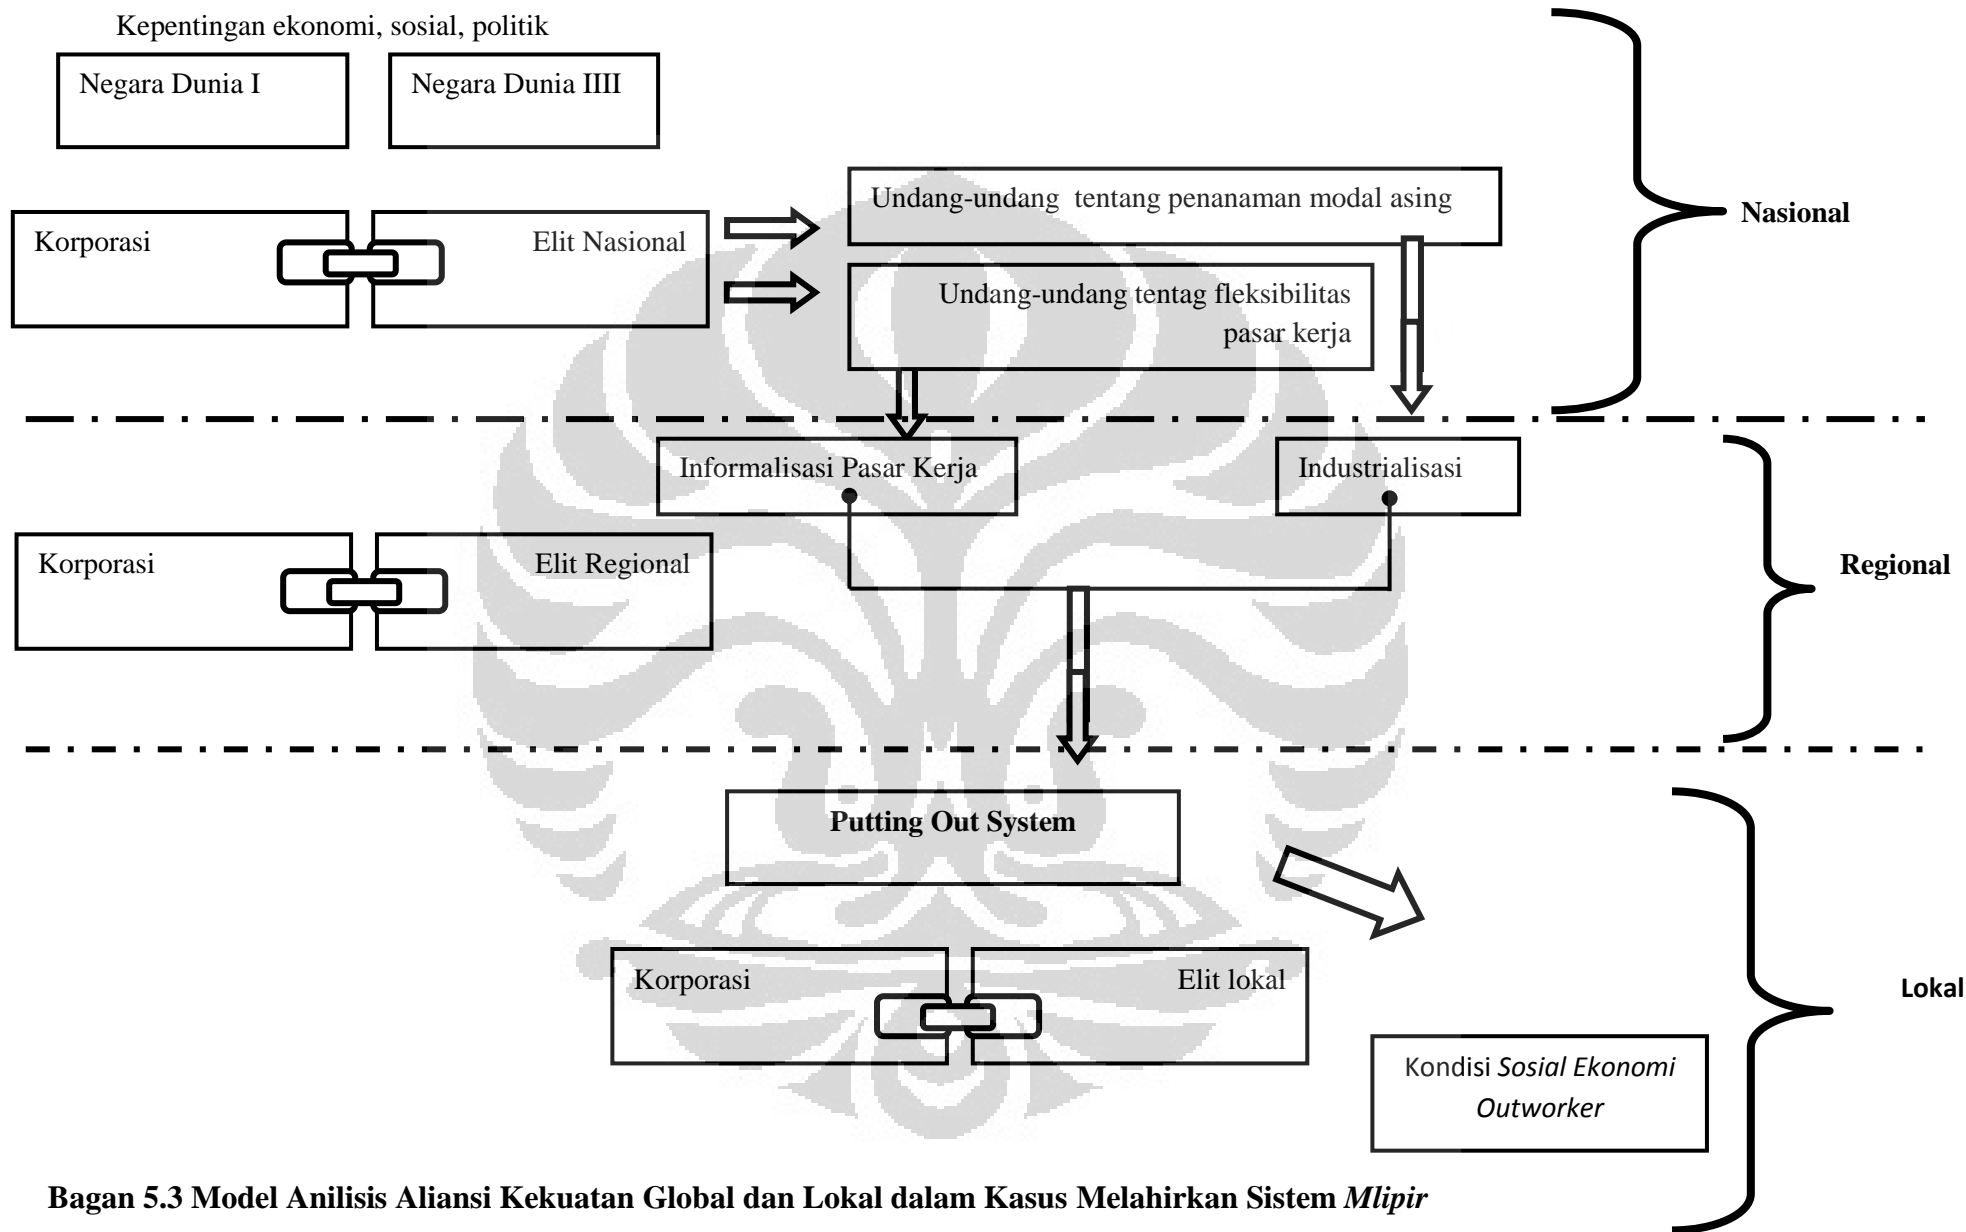 Kepentingan ekonomi, sosial, politik
Negara Dunia I
Negara Dunia IIII
Undang-undang tentang penanaman modal asing
Korporasi
Elit Nasional
Nasional
Undang-undang tentag fleksibilitas
pasar kerja
Informalisasi Pasar Kerja
Industrialisasi
Korporasi
Elit Regional
Regional
Putting Out System
Korporasi
Elit lokal
Lokal
Kondisi Sosial Ekonomi
Outworker
Bagan 5.3 Model Anilisis Aliansi Kekuatan Global dan Lokal dalam Kasus Melahirkan Sistem Mlipir